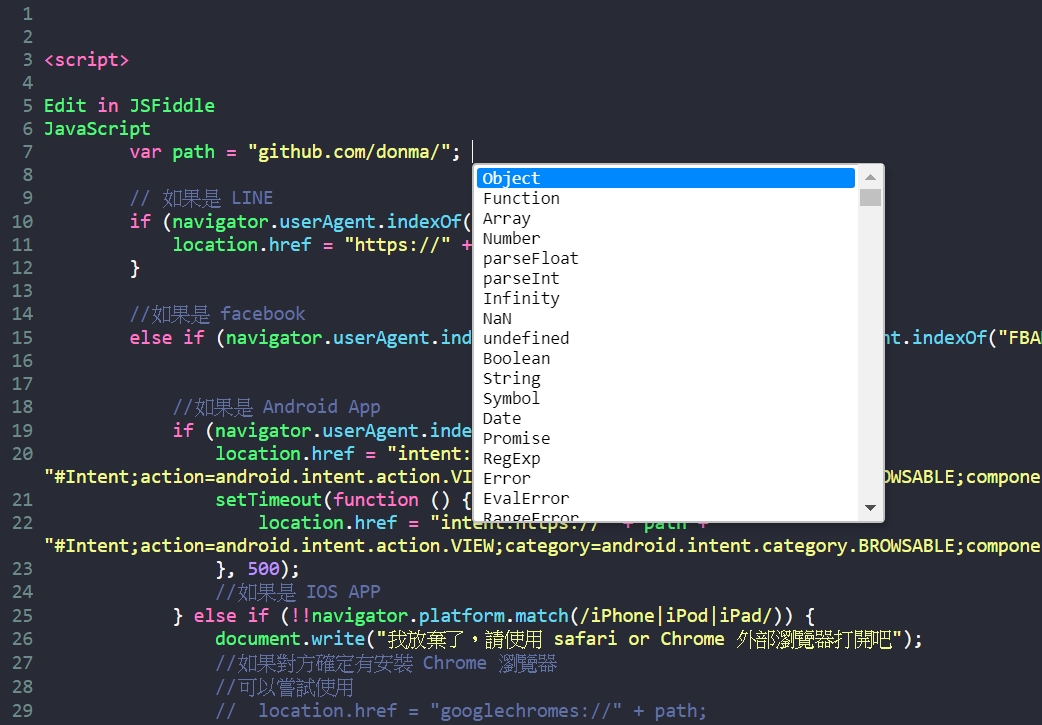 1
2
3 <script>
4
5 Edit in JSFiddle
6 JavaScript
7 var path = "github.com/donma/";
8
9 // 如果是 LINE
10 if (navigator.userAgent.indexOf(
11 location.href = "https://" +
12 }
13
14 //如果是 facebook
15 else if (navigator.userAgent.ind nt.indexOf("FBA
16
17
18 //如果是 Android App
19 if (navigator.userAgent.inde
20 location.href = "intent:
"#Intent;action=android.intent.action.VI OWSABLE;compone
21 setTimeout(function () {
22 location.href = "intent:https://" + path +
"#Intent;action=android.intent.action.VIEW;category=android.intent.category.BROWSABLE;compone
23 }, 500);
24 //如果是 IOS APP
25 } else if (!!navigator.platform.match(/iPhone|iPod|iPad/)) {
26 document.write("我放棄了，請使用 safari or Chrome 外部瀏覽器打開吧");
27 //如果對方確定有安裝 Chrome 瀏覽器
28 //可以嘗試使用
29 // location.href = "googlechromes://" + path;
Object
Function
Array
Number
parseFloat
parseInt
Infinity
NaN
undefined
Boolean
String
Symbol
Date
Promise
RegExp
Error
EvalError
RangeError